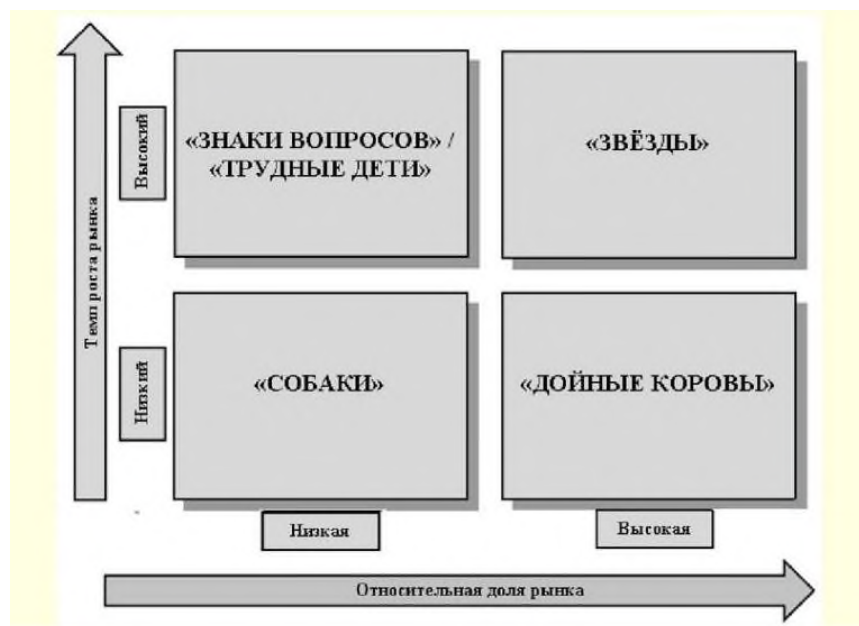 Темп роста рынка
Высокий
«ЗНАКИ ВОПРОСОВ» /
«ТРУДНЫЕ ДЕТИ»
«ЗВЁЗДЫ»
Низкий
«СОБАКИ»
«ДОЙНЫЕ КОРОВЫ»
Низкая
Высокая
Относительная доля рынка